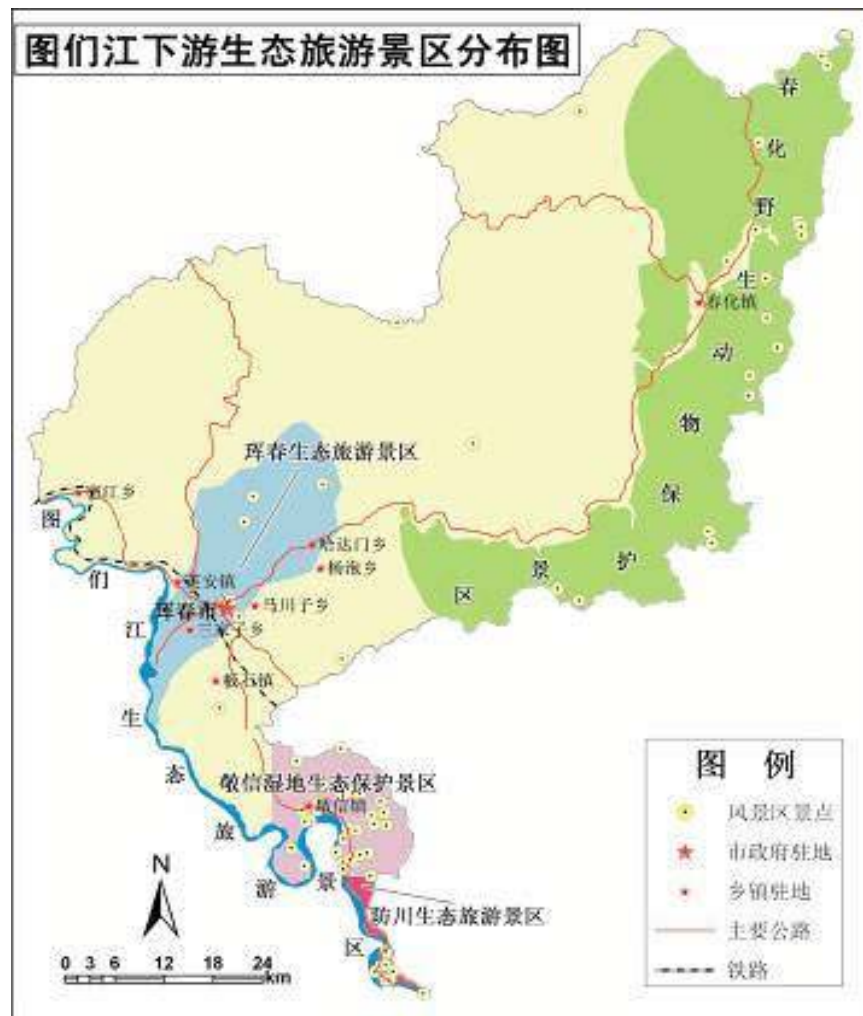 图们江下游生态旅游景区分布图
春化野生动物保护景区
春化镇
珲春生态旅游景区
密江乡
图们江生态旅游景区
哈达门乡
杨泡乡
英安镇
珲春市
马川子乡
三家子乡
板石镇
敬信湿地生态保护景区
敬信镇
防川生态旅游景区
N
0 3 6 12 18 24
km
图 例
风景区景点
市政府驻地
乡镇驻地
主要公路
铁路